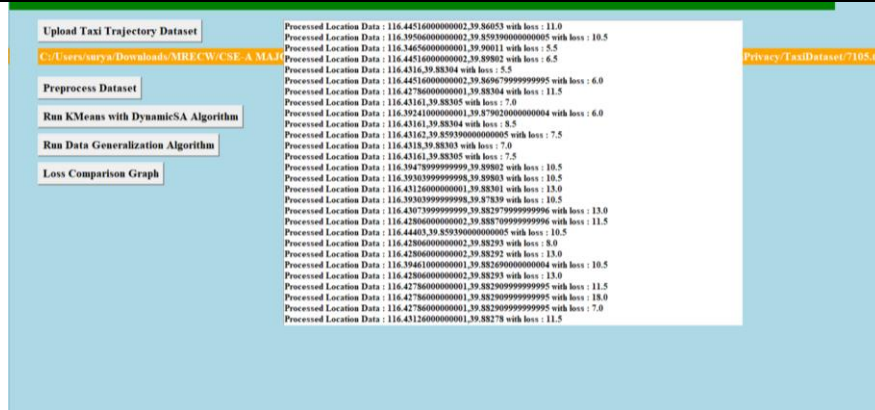 Upload Taxi Trajectory Dataset
C:/Users/surya/Downloads/MRECW/CSE-A MAJO
Privacy/TaxiDataset/7105.
Preprocess Dataset
Run KMeans with DynamicSA Algorithm
Run Data Generalization Algorithm
Loss Comparison Graph
Processed Location Data : 116.44516000000002,39.86053 with loss : 11.0
Processed Location Data : 116.39506000000002,39.859390000000005 with loss : 10.5
Processed Location Data : 116.34656000000001,39.90011 with loss : 5.5
Processed Location Data : 116.44516000000002,39.89802 with loss : 6.5
Processed Location Data : 116.4316,39.88304 with loss : 5.5
Processed Location Data : 116.44516000000002,39.869679999999995 with loss : 6.0
Processed Location Data : 116.42786000000001,39.88304 with loss : 11.5
Processed Location Data : 116.43161,39.88305 with loss : 7.0
Processed Location Data : 116.39241000000001,39.879020000000004 with loss : 6.0
Processed Location Data : 116.43161,39.88304 with loss : 8.5
Processed Location Data : 116.43162,39.859390000000005 with loss : 7.5
Processed Location Data : 116.4318,39.88303 with loss : 7.0
Processed Location Data : 116.43161,39.88305 with loss : 7.5
Processed Location Data : 116.39478999999999,39.89802 with loss : 10.5
Processed Location Data : 116.39303999999998,39.89803 with loss : 10.5
Processed Location Data : 116.43126000000001,39.88301 with loss : 13.0
Processed Location Data : 116.39303999999998,39.87839 with loss : 10.5
Processed Location Data : 116.43073999999999,39.882979999999996 with loss : 13.0
Processed Location Data : 116.42806000000002,39.888709999999996 with loss : 11.5
Processed Location Data : 116.44403,39.859390000000005 with loss : 10.5
Processed Location Data : 116.42806000000002,39.88293 with loss : 8.0
Processed Location Data : 116.42806000000002,39.88292 with loss : 13.0
Processed Location Data : 116.39461000000001,39.882690000000004 with loss : 10.5
Processed Location Data : 116.42806000000002,39.88293 with loss : 13.0
Processed Location Data : 116.42786000000001,39.882909999999995 with loss : 11.5
Processed Location Data : 116.42786000000001,39.882909999999995 with loss : 18.0
Processed Location Data : 116.42786000000001,39.882909999999995 with loss : 7.0
Processed Location Data : 116.43126000000001,39.88278 with loss : 11.5